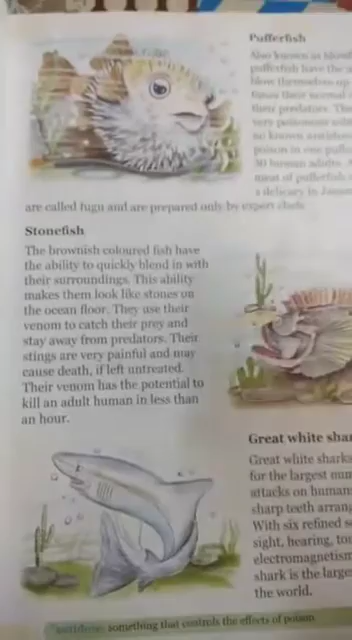 Pufferfish
Also known as blow
pufferfish have the a
blow themselves up
times their normal
their predators. The
very poisonous with
no known antidote
poison in one puffe
30 human adults. 
meat of pufferfish
a delicacy in Japan
are called fugu and are prepared only by expert chefs
Stonefish
The brownish coloured fish have
the ability to quickly blend in with
their surroundings. This ability
makes them look like stones on
the ocean floor. They use their
venom to catch their prey and
stay away from predators. Their
stings are very painful and may
cause death, if left untreated.
Their venom has the potential to
kill an adult human in less than
an hour.
Great white shar
Great white sharks
for the largest num
attacks on human
sharp teeth arrang
With six refined s
sight, hearing, tou
electromagnetism
shark is the large
the world.
antidote: something that controls the effects of poison